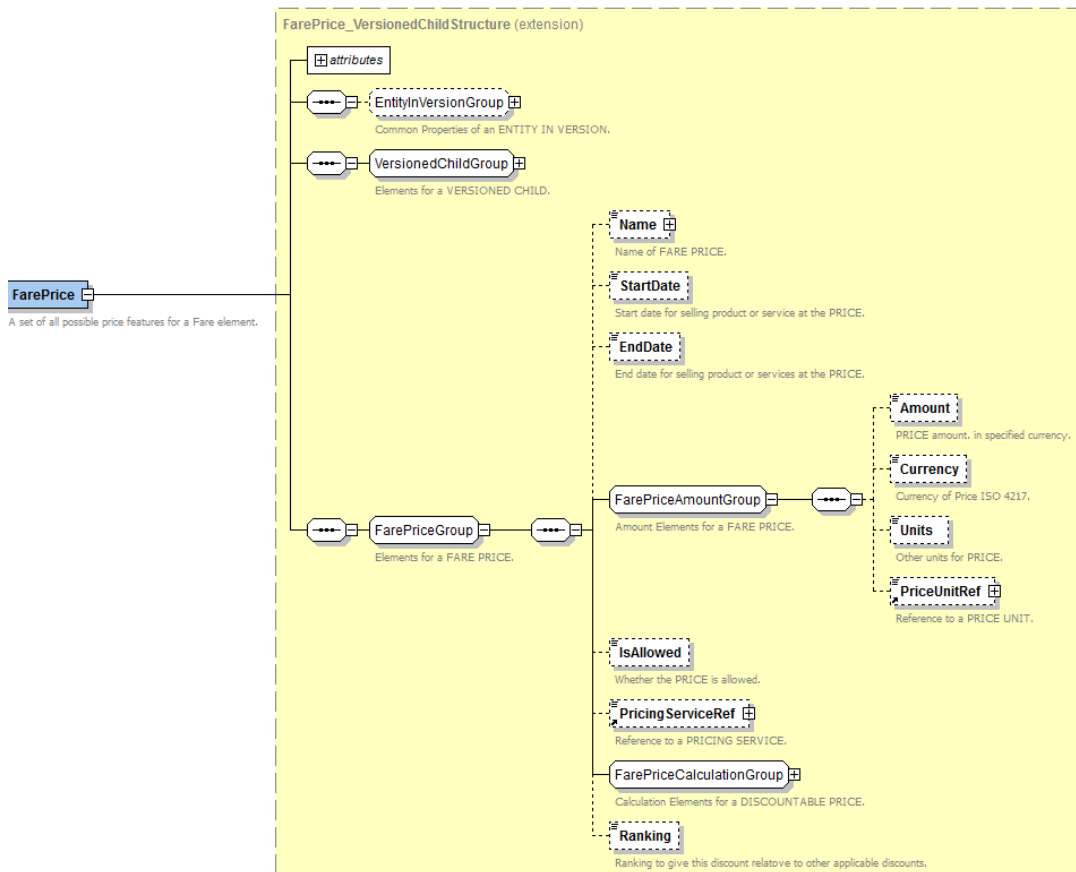 FarePrice_VersionedChildStructure (extension)
attributes
EntityInVersionGroup
Common Properties of an ENTITY IN VERSION.
VersionedChildGroup
Elements for a VERSIONED CHILD.
Name
Name of FARE PRICE.
StartDate
Start date for selling product or service at the PRICE.
FarePrice
A set of all possible price features for a Fare element.
EndDate
End date for selling product or services at the PRICE.
Amount
PRICE amount. in specified currency.
Currency
Currency of Price ISO 4217.
FarePriceAmountGroup
Amount Elements for a FARE PRICE.
FarePriceGroup
Elements for a FARE PRICE.
Units
Other units for PRICE.
PriceUnitRef
Reference to a PRICE UNIT.
IsAllowed
Whether the PRICE is allowed.
PricingServiceRef
Reference to a PRICING SERVICE.
FarePriceCalculationGroup
Calculation Elements for a DISCOUNTABLE PRICE.
Ranking
Ranking to give this discount relatove to other applicable discounts.